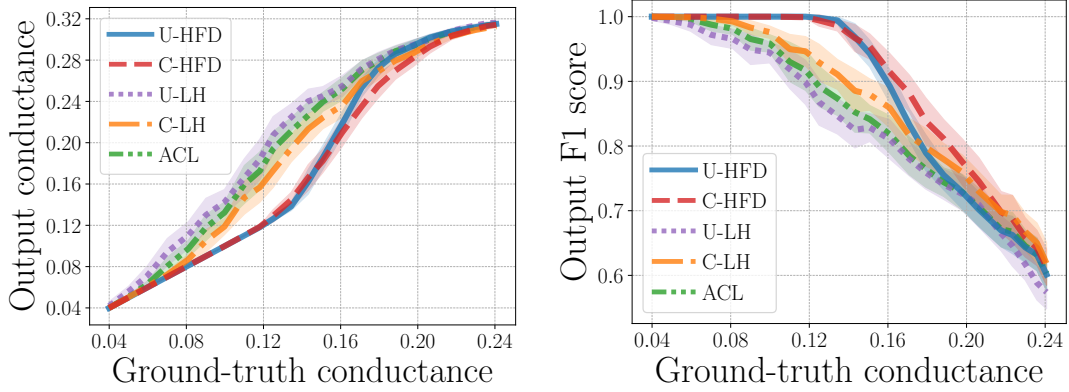 Output conductance
0.32
0.28
0.24
0.20
0.16
0.12
0.08
0.04
U-HFD
C-HFD
U-LH
C-LH
ACL
0.04 0.08 0.12 0.16 0.20 0.24
Ground-truth conductance
Output F1 score
1.0
0.9
0.8
0.7
0.6
U-HFD
C-HFD
U-LH
C-LH
ACL
0.04 0.08 0.12 0.16 0.20 0.24
Ground-truth conductance